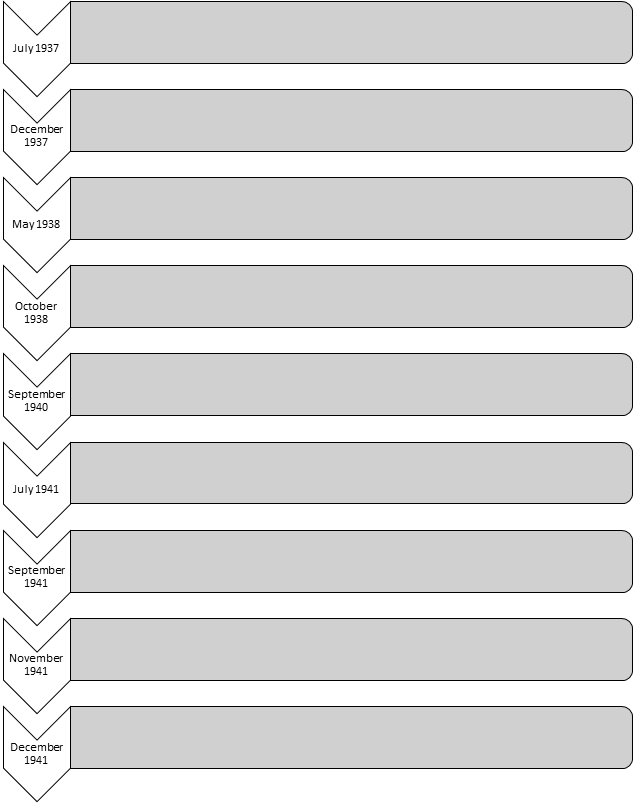 July 1937
December
1937
May 1938
October
1938
September
1940
July 1941
September
1941
November
1941
December
1941